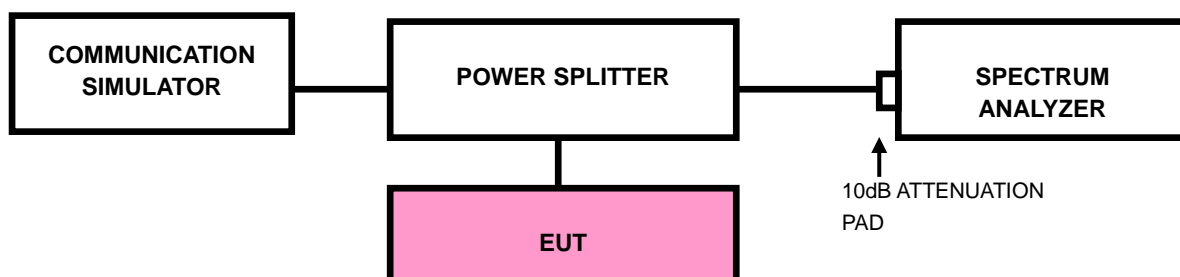 COMMUNICATION
SIMULATOR
POWER SPLITTER
SPECTRUM
ANALYZER
10dB ATTENUATION
PAD
EUT